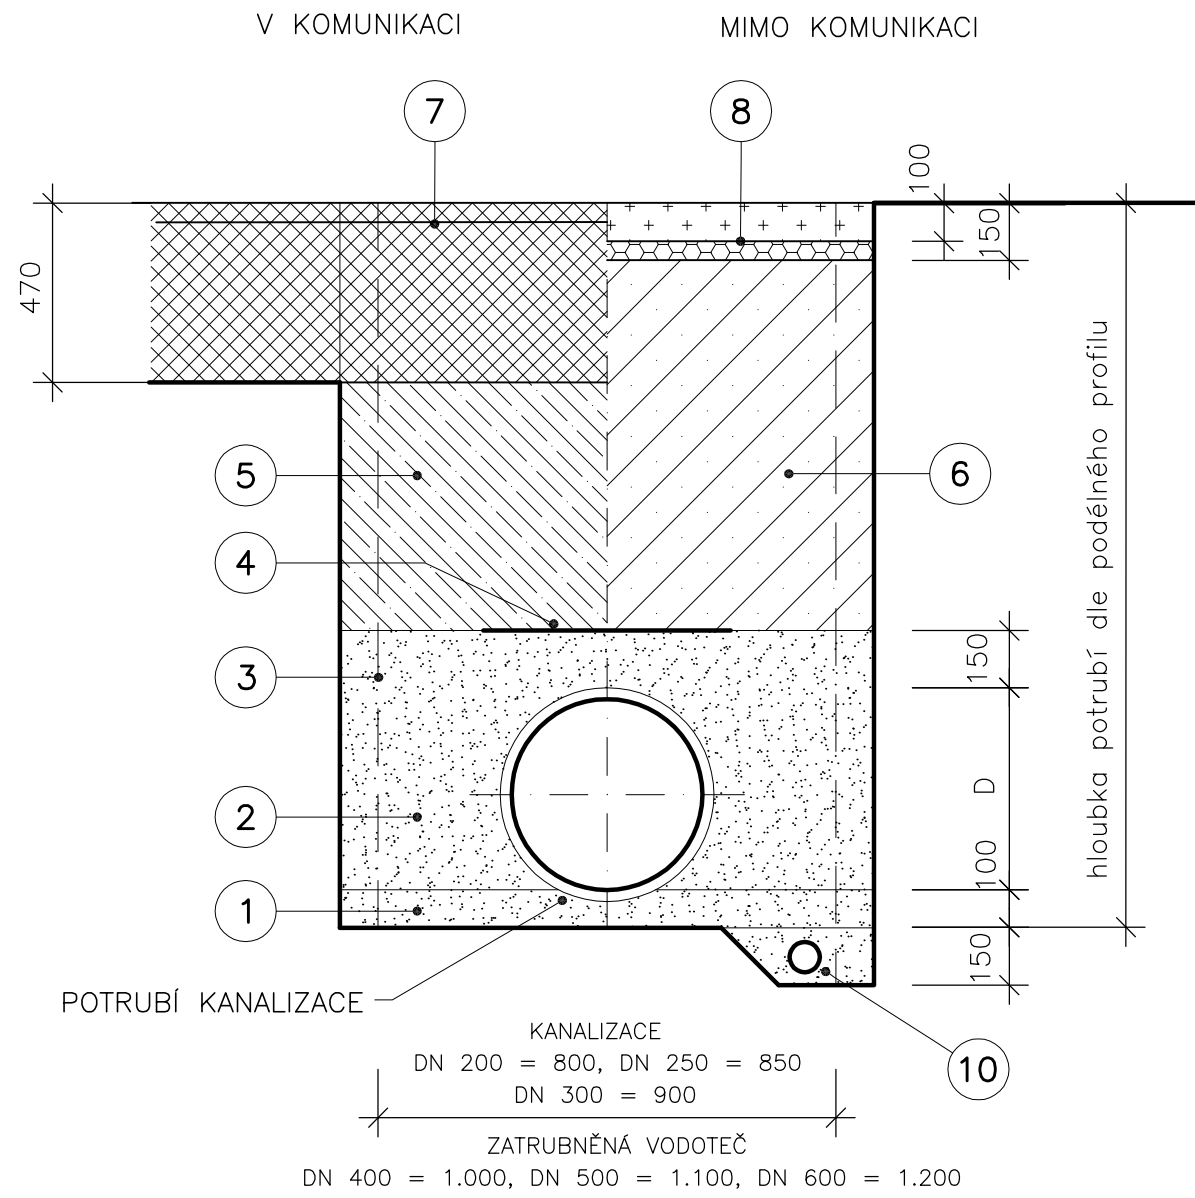 V KOMUNIKACI
MIMO KOMUNIKACI
7
8
100
150
470
hloubka potrubí dle podélného profilu
5
6
4
150
3
D
2
100
1
150
POTRUBÍ KANALIZACE
10
KANALIZACE
DN 200 = 800, DN 250 = 850
DN 300 = 900
ZATRUBNĚNÁ VODOTEČ
DN 400 = 1.000, DN 500 = 1.100, DN 600 = 1.200